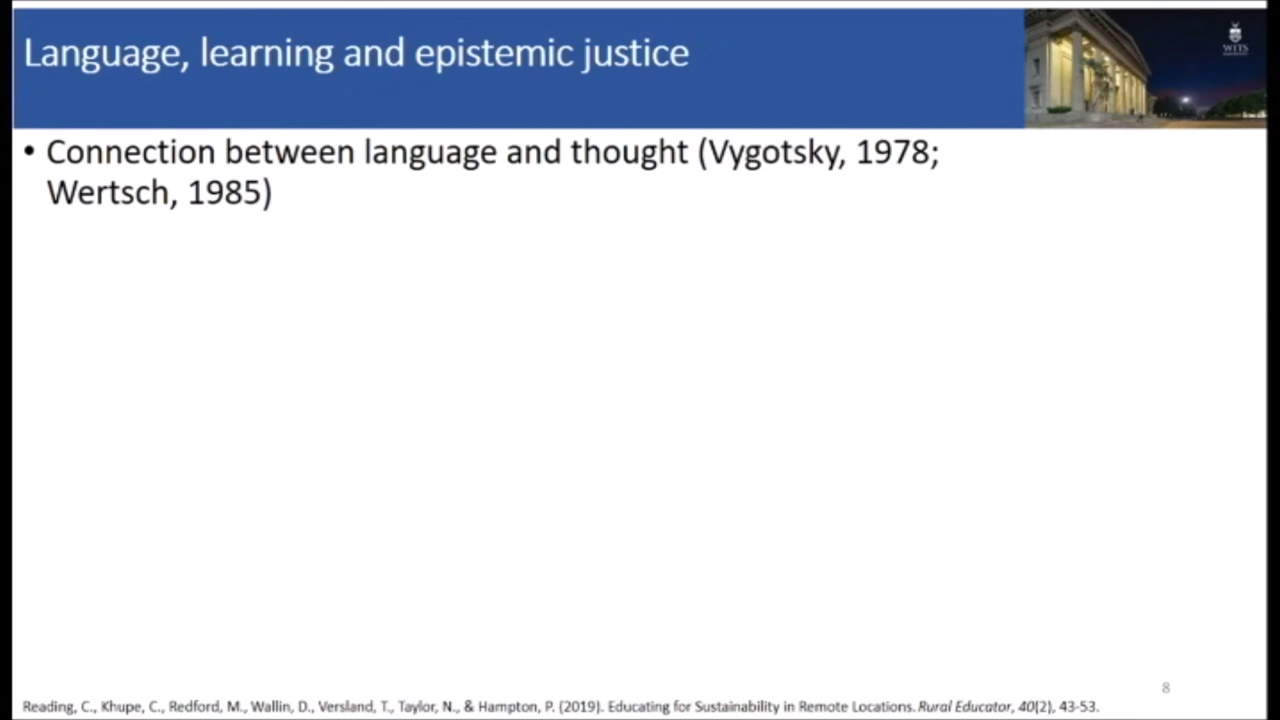 Language, learning and epistemic justice
WITS
• Connection between language and thought (Vygotsky, 1978;
Wertsch, 1985)
8
Reading, C., Khupe, C., Redford, M., Wallin, D., Versland, T., Taylor, N., & Hampton, P. (2019). Educating for Sustainability in Remote Locations. Rural Educator, 40(2), 43-53.